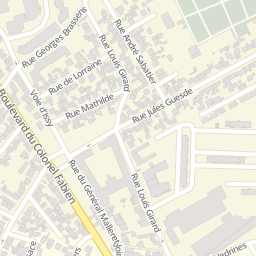 Rue Georges Brassens
Rue André Sabatier
Rue Louis Girard
Rue de Lorraine
Rue Mathilde
Rue Jules Guesde
Voie d'Issy
Boulevard du Colonel Fabien
Rue du Général Malleret-Join
Rue Louis Girard